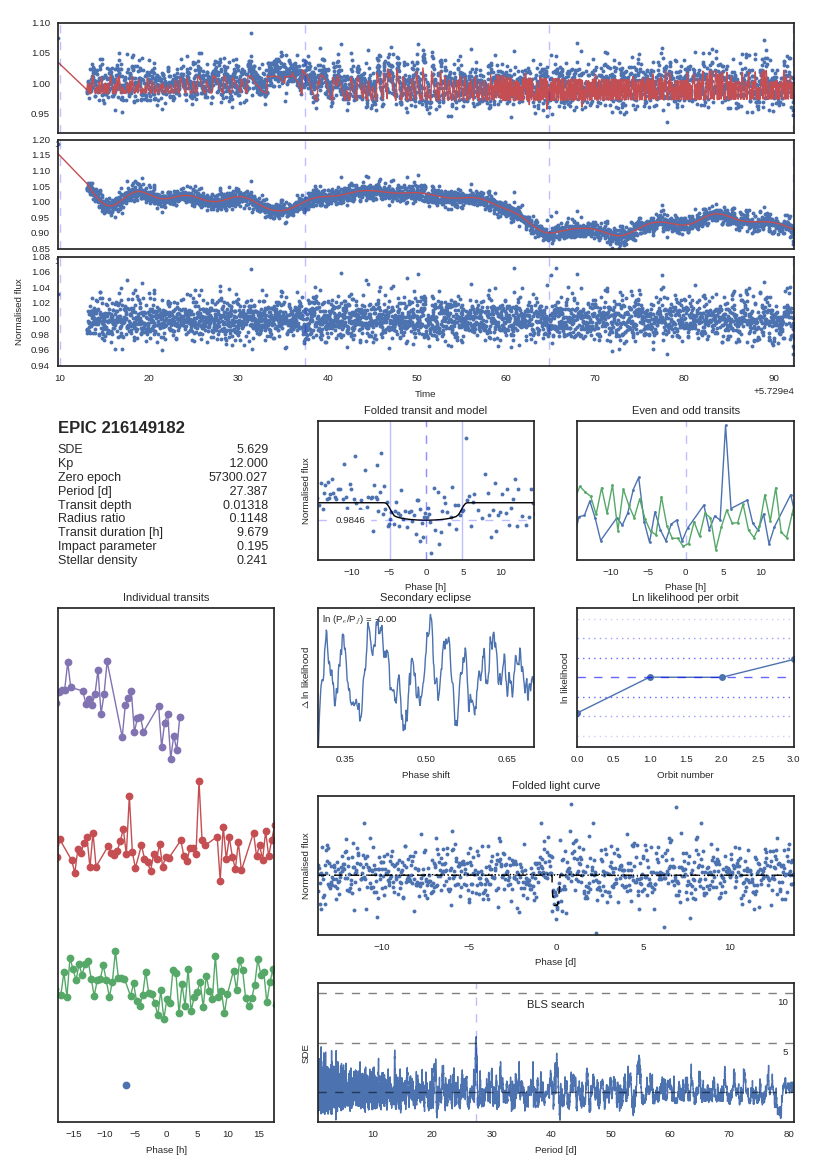 1.10
1.05
1.00
0.95
1.20
1.15
1.10
1.05
1.00
0.95
0.90
0.85
1.08
1.06
1.04
1.02
1.00
0.98
0.96
0.94
Normalised flux
10 20 30 40 50 60 70 80 90
Time
+5.729e4
EPIC 216149182
SDE 5.629
Kp 12.000
Zero epoch 57300.027
Period [d] 27.387
Transit depth 0.01318
Radius ratio 0.1148
Transit duration [h] 9.679
Impact parameter 0.195
Stellar density 0.241
Folded transit and model
Normalised flux
0.9846
−10 −5 0 5 10
Phase [h]
Even and odd transits
−10 −5 0 5 10
Phase [h]
Individual transits
−15 −10 −5 0 5 10 15
Phase [h]
Secondary eclipse
Δ ln likelihood
0.35 0.50 0.65
Phase shift
Ln likelihood per orbit
ln likelihood
0.0 0.5 1.0 1.5 2.0 2.5 3.0
Orbit number
Folded light curve
Normalised flux
−10 −5 0 5 10
Phase [d]
BLS search
10
5
SDE
10 20 30 40 50 60 70 80
Period [d]